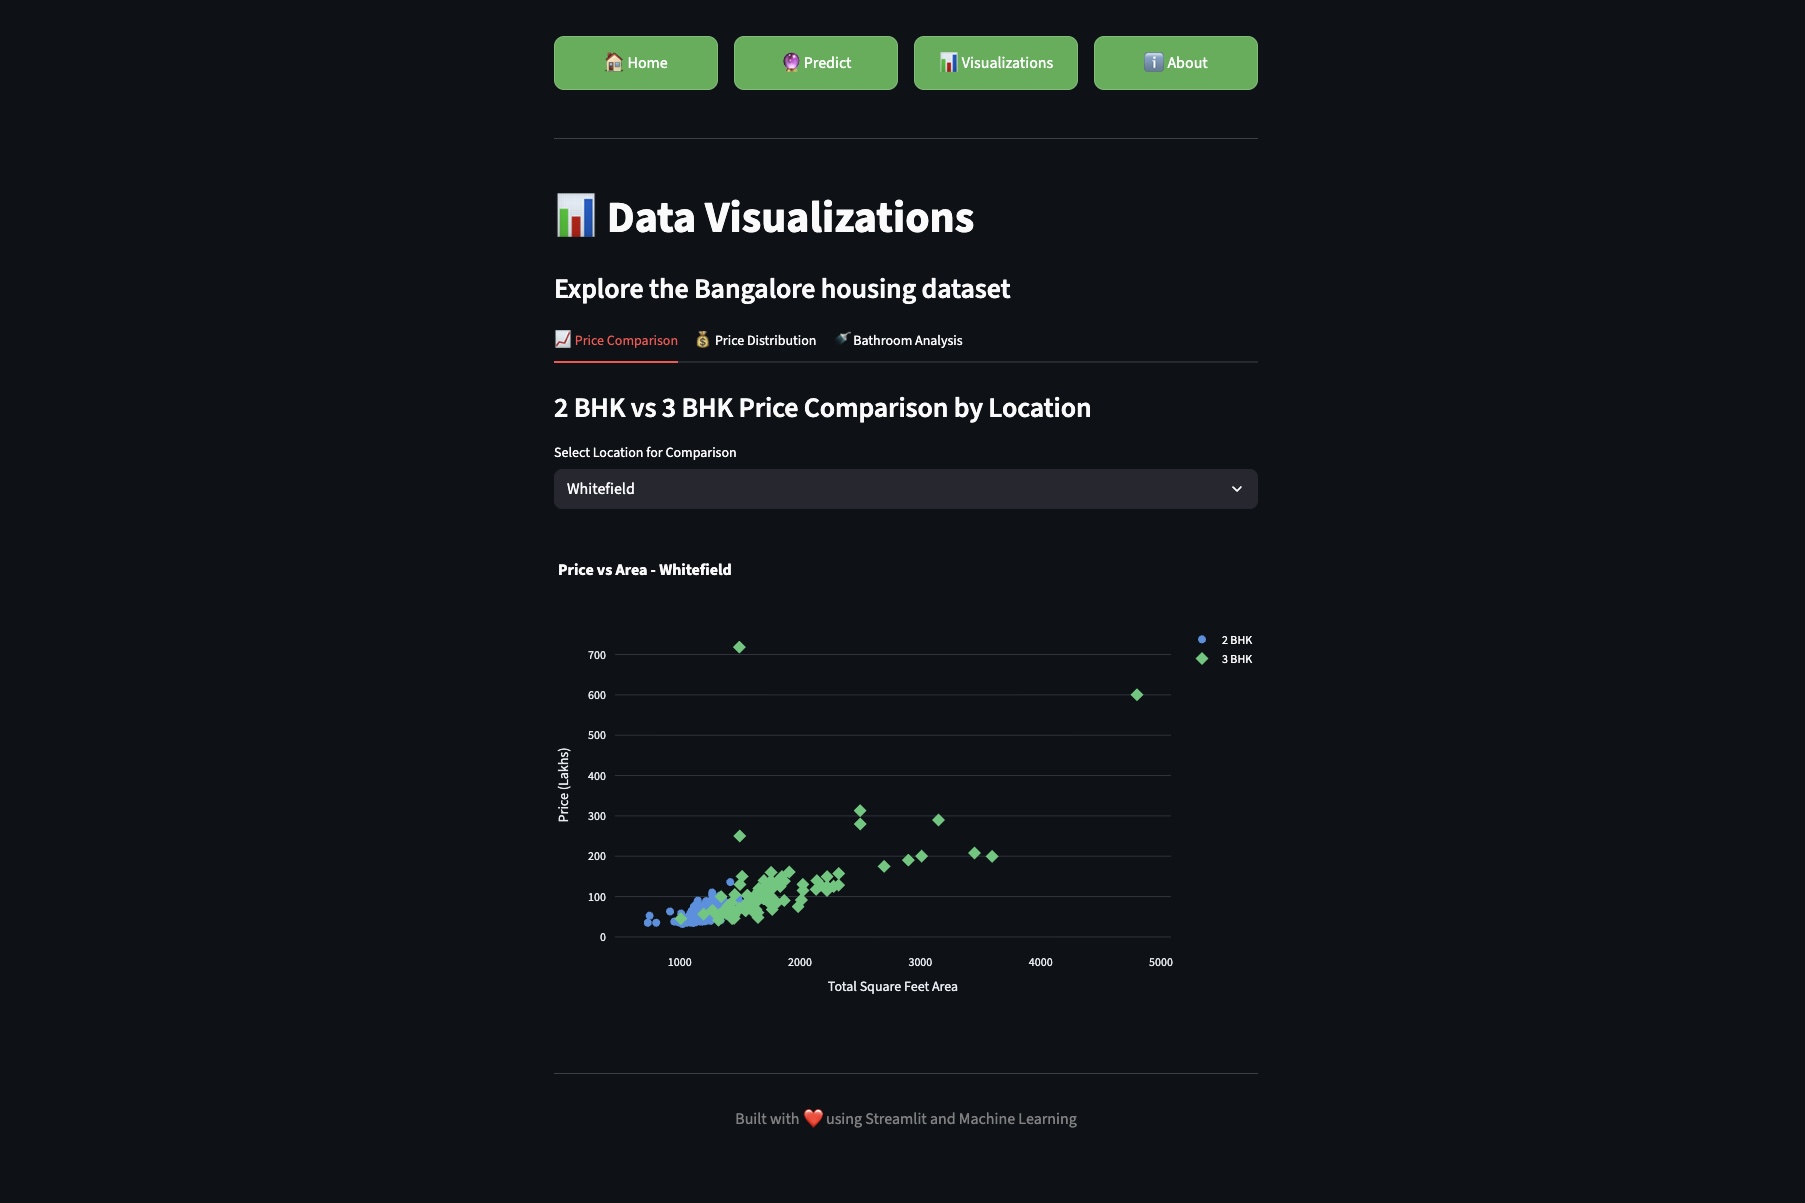 🏠 Home
🔮 Predict
📊 Visualizations
ℹ️ About
📊 Data Visualizations
Explore the Bangalore housing dataset
📈 Price Comparison
💰 Price Distribution
🚿 Bathroom Analysis
2 BHK vs 3 BHK Price Comparison by Location
Select Location for Comparison
Whitefield
Price vs Area - Whitefield
2 BHK
3 BHK
Price (Lakhs)
700
600
500
400
300
200
100
0
1000
2000
3000
4000
5000
Total Square Feet Area
Built with ❤️ using Streamlit and Machine Learning